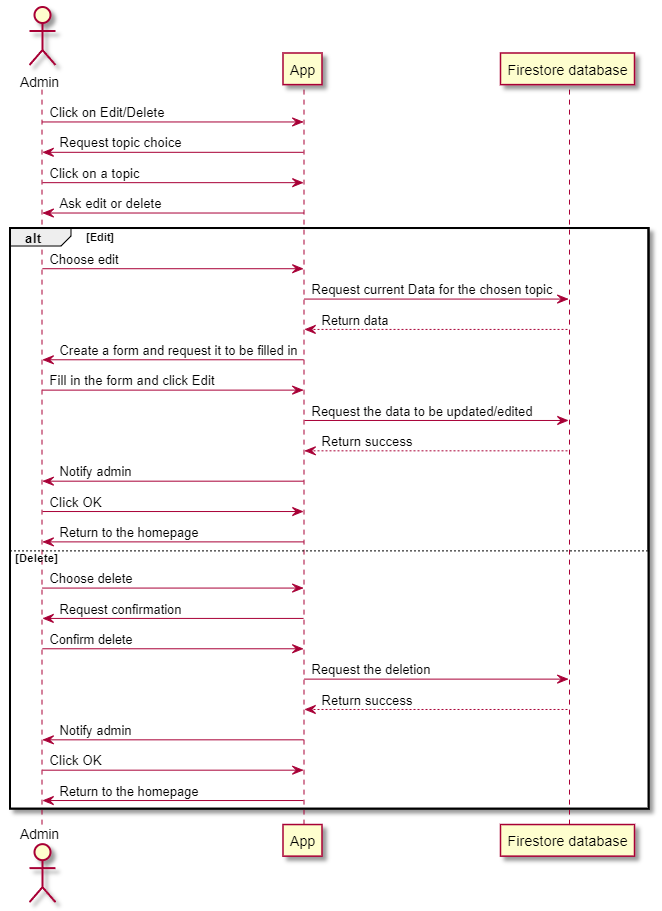 Admin
App
Firestore database
Click on Edit/Delete
Request topic choice
Click on a topic
Ask edit or delete
alt [Edit]
Choose edit
Request current Data for the chosen topic
Return data
Create a form and request it to be filled in
Fill in the form and click Edit
Request the data to be updated/edited
Return success
Notify admin
Click OK
Return to the homepage
[Delete]
Choose delete
Request confirmation
Confirm delete
Request the deletion
Return success
Notify admin
Click OK
Return to the homepage
Admin
App
Firestore database